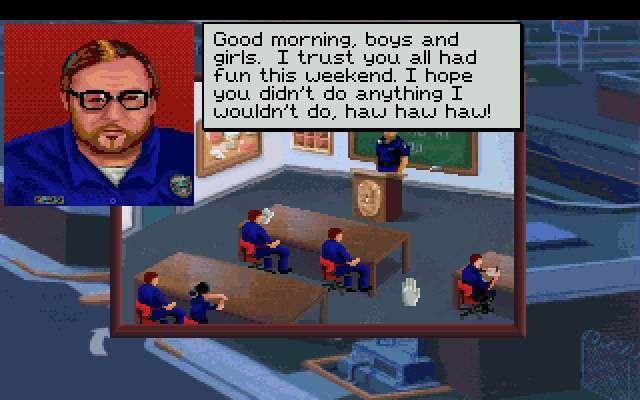 Good morning, boys and
girls.  I trust you all had
fun this weekend. I hope
you didn't do anything I
wouldn't do, haw haw haw!